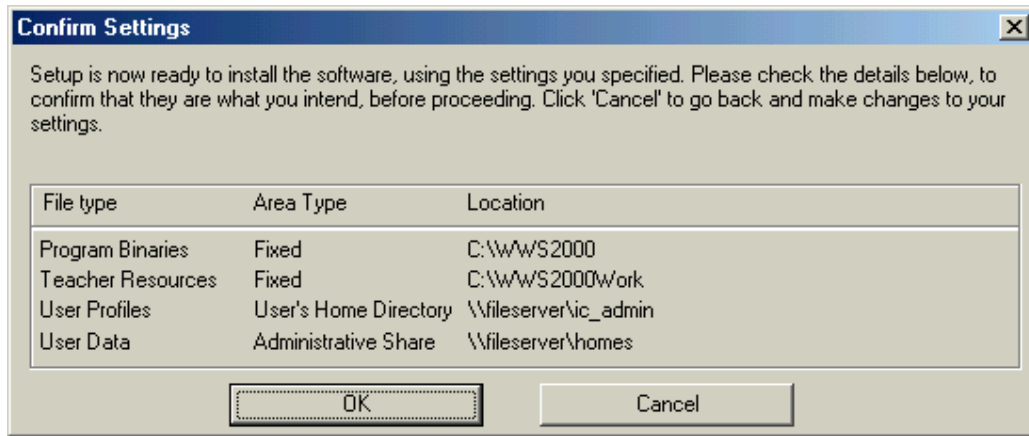 Confirm Settings
Setup is now ready to install the software, using the settings you specified. Please check the details below, to
confirm that they are what you intend, before proceeding. Click 'Cancel' to go back and make changes to your
settings.
File type Area Type Location
Program Binaries Fixed C:\WWS2000
Teacher Resources Fixed C:\WWS2000Work
User Profiles User's Home Directory \\fileserver\ic_admin
User Data Administrative Share \\fileserver\homes
OK Cancel